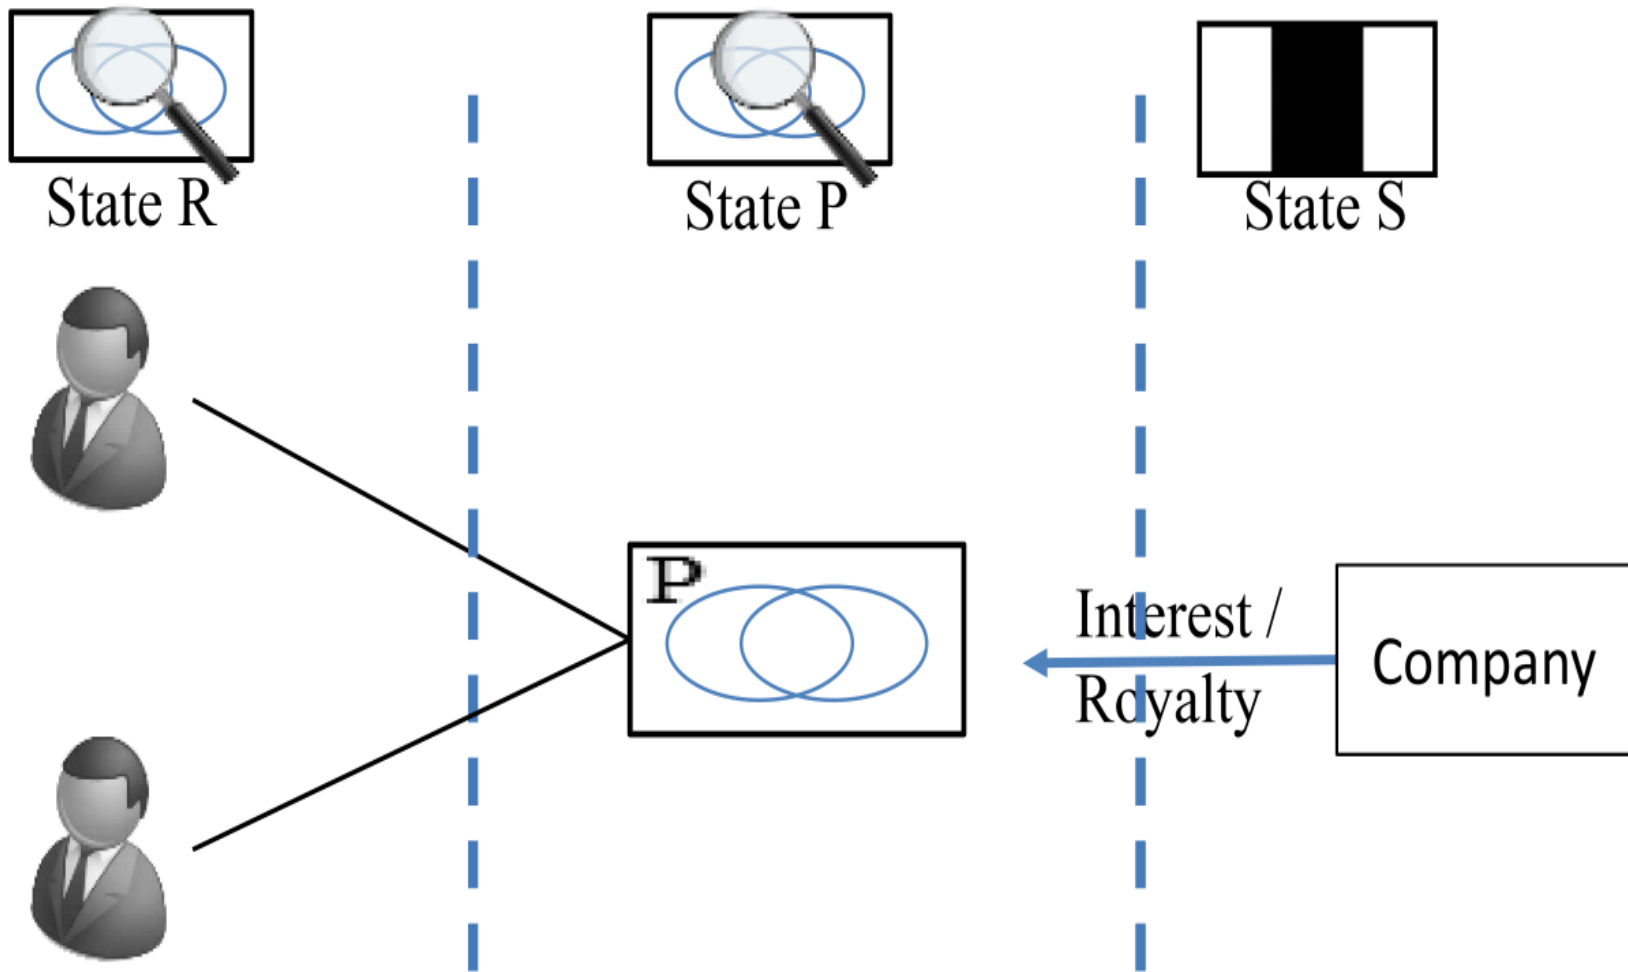 State R
State P
State S
P
Interest /
Royalty
Company